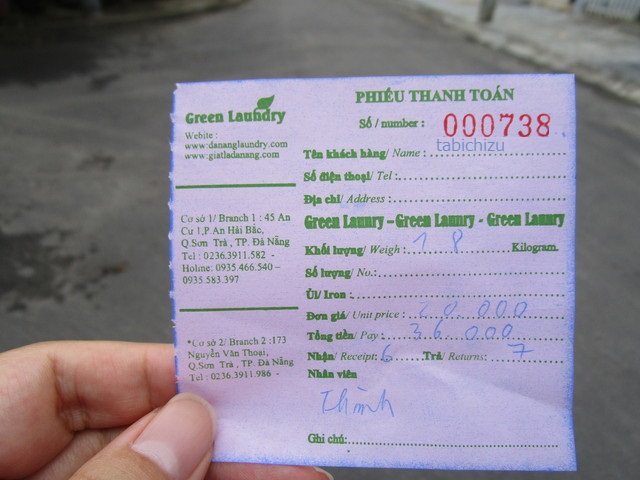 Green Laundry
Webite :
www.dananglaundry.com
www.giatladanang.com
Cơ sở 1/ Branch 1 : 45 An
Cư 1,P.An Hải Bắc,
Q.Sơn Trà , TP. Đà Nẵng
Tel : 0236.3911.582 -
Holine: 0935.466.540 –
0935.583.397
*Cơ sở 2/ Branch 2 :173
Nguyễn Văn Thoại,
Q.Sơn Trà , TP. Đà Nẵng
Tel : 0236.3911.986 -
PHIẾU THANH TOÁN
Số / number : 000738
tabichizu
Tên khách hàng/ Name :
Số điện thoại/ Tel :
Địa chỉ/ Address :
Green Laundry – Green Laundry - Green Laundry
Khối lượng/ Weigh : 1 8 Kilogram.
Số lượng/ No.:
Ủi/ Iron :
Đơn giá/ Unit price : 20.000
Tổng tiền/ Pay : 36 000
Nhận/ Receipt: 6 Trả/ Returns: 7
Nhân viên
Thình
Ghi chú: